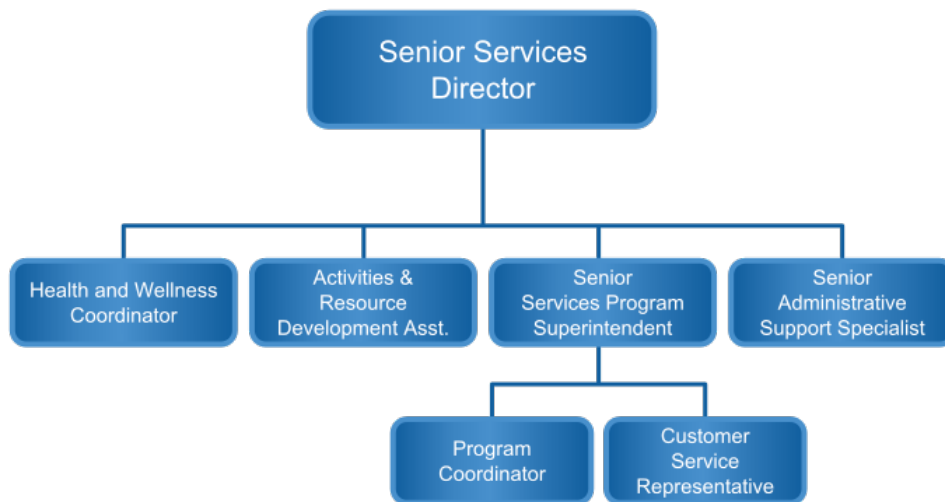 Senior Services
Director
Health and Wellness
Coordinator
Activities &
Resource
Development Asst.
Senior
Services Program
Superintendent
Senior
Administrative
Support Specialist
Program
Coordinator
Customer
Service
Representative